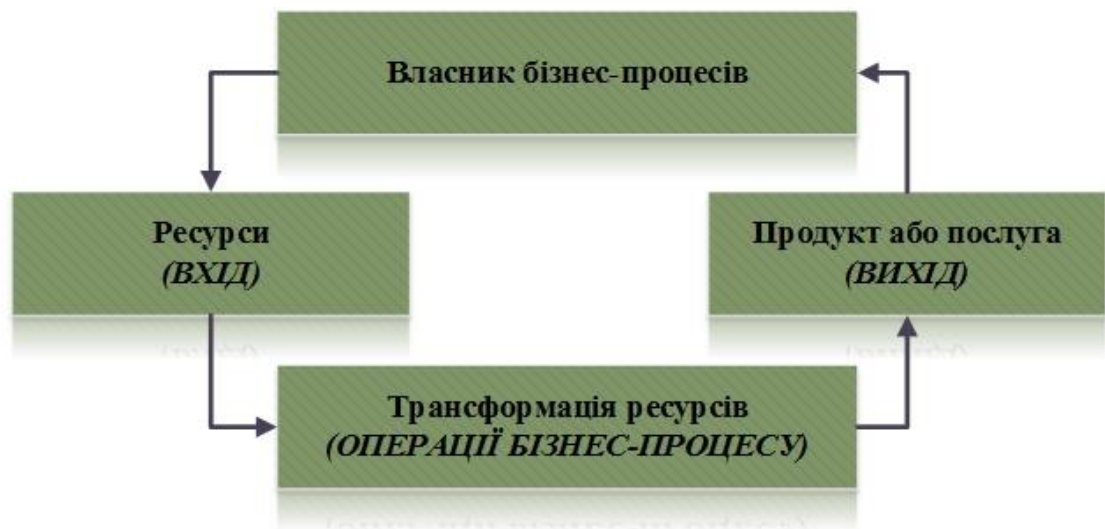 Власник бізнес-процесів
Ресурси
(ВХІД)
Продукт або послуга
(ВИХІД)
Трансформація ресурсів
(ОПЕРАЦІЇ БІЗНЕС-ПРОЦЕСУ)